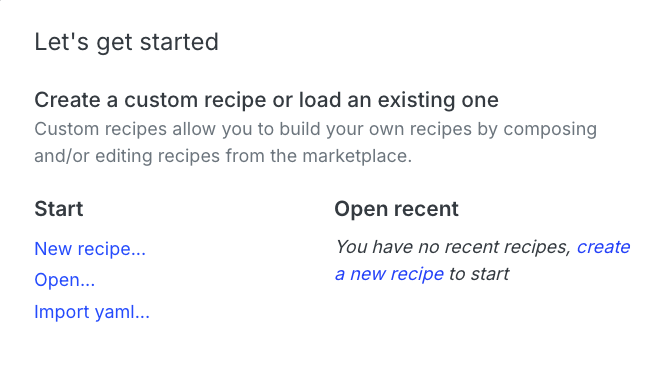 Let's get started
Create a custom recipe or load an existing one
Custom recipes allow you to build your own recipes by composing
and/or editing recipes from the marketplace.
Start
New recipe...
Open...
Import yaml...
Open recent
You have no recent recipes, create
a new recipe to start